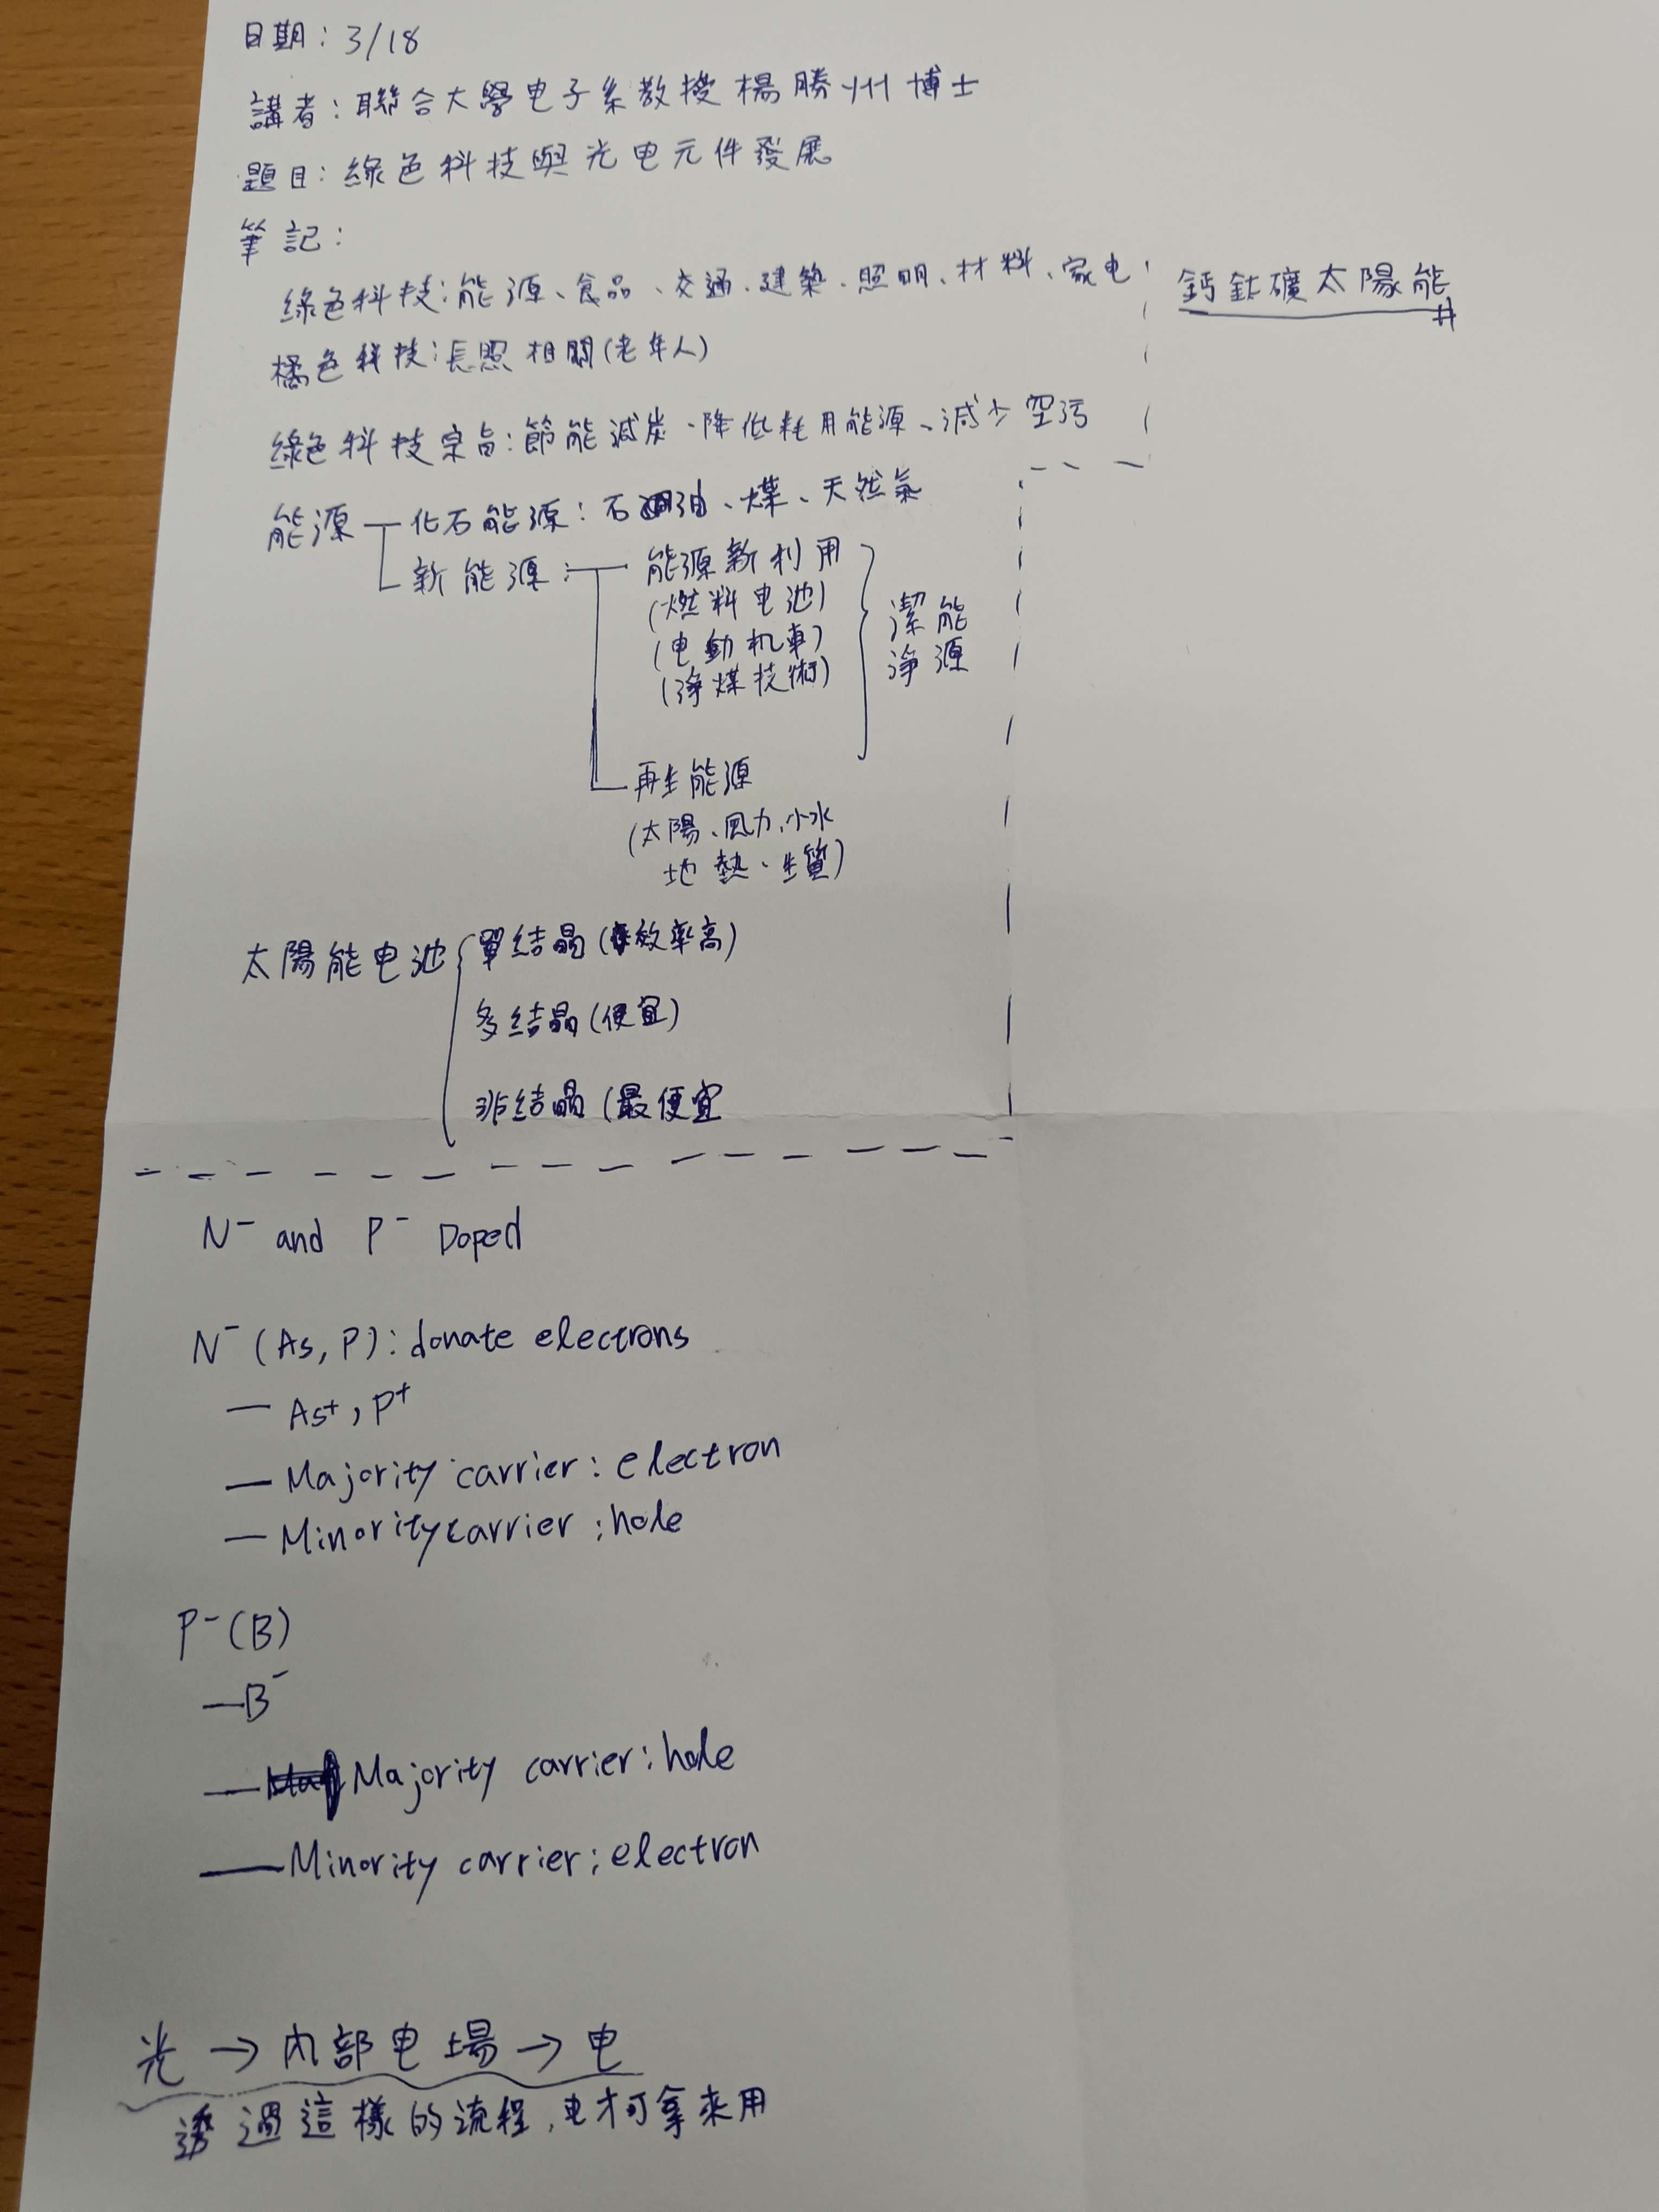 日期：3/18
講者：聯合大學电子系教授楊勝州博士
題目：綠色科技與光电元件發展
筆記：
綠色科技：能源、食品、交通、建築、照明、材料、家电
鈣鈦礦太陽能
橘色科技：長照相關(老年人)
綠色科技宗旨：節能減炭、降低耗用能源、減少空污
能源
化石能源：石油、煤、天然氣
新能源：
能源新利用
(燃料电池)
(电動机車)
(淨煤技術)
潔能
淨源
再生能源
(太陽、風力、小水
地熱、生質)
太陽能电池
單結晶(效率高)
多結晶(便宜)
非結晶(最便宜
N⁻ and P⁻ Doped
N⁻(As, P)：donate electrons
— As⁺, P⁺
— Majority carrier: electron
— Minority carrier: hole
P⁻(B)
— B⁻
— Majority carrier: hole
— Minority carrier: electron
光→內部电場→电
透過這樣的流程，电才可拿來用